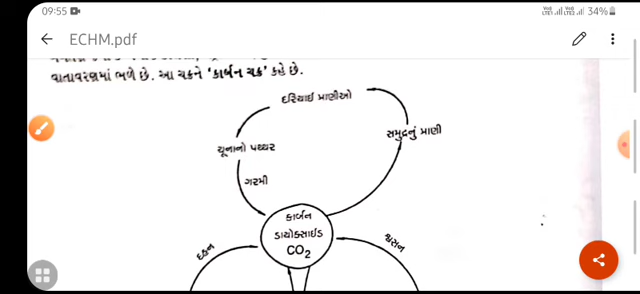 09:55
34%
ECHM.pdf
વાતાવરણમાં ભળે છે. આ ચક્રને 'કાર્બન ચક્ર' કહે છે.
દરિયાઈ પ્રાણીઓ
સમુદ્રનું પ્રાણી
ચૂનાનો પથ્થર
ગરમી
કાર્બન
ડાયોક્સાઈડ
CO2
દહન
શ્વસન